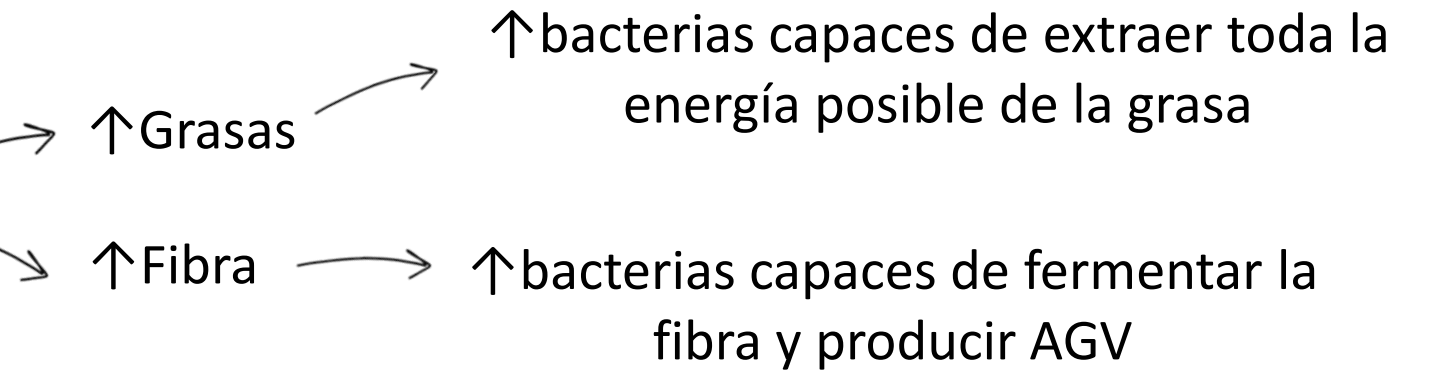 ↑bacterias capaces de extraer toda la
energía posible de la grasa
↑Grasas
↑Fibra
↑bacterias capaces de fermentar la
fibra y producir AGV